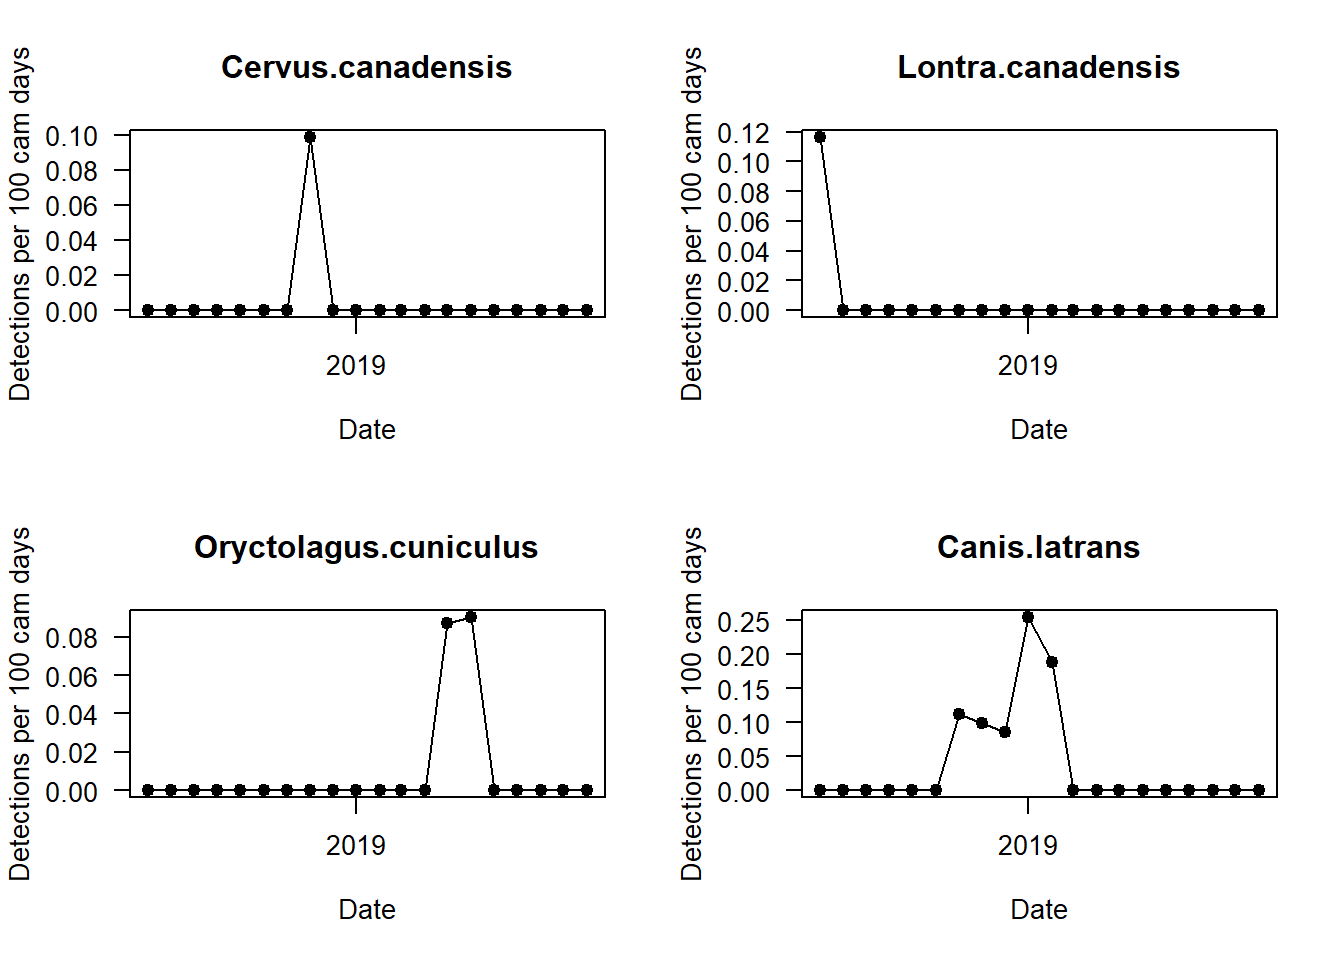 Cervus.canadensis
Detections per 100 cam days
0.10
0.08
0.06
0.04
0.02
0.00
2019
Date
Lontra.canadensis
Detections per 100 cam days
0.12
0.10
0.08
0.06
0.04
0.02
0.00
2019
Date
Oryctolagus.cuniculus
Detections per 100 cam days
0.08
0.06
0.04
0.02
0.00
2019
Date
Canis.latrans
Detections per 100 cam days
0.25
0.20
0.15
0.10
0.05
0.00
2019
Date